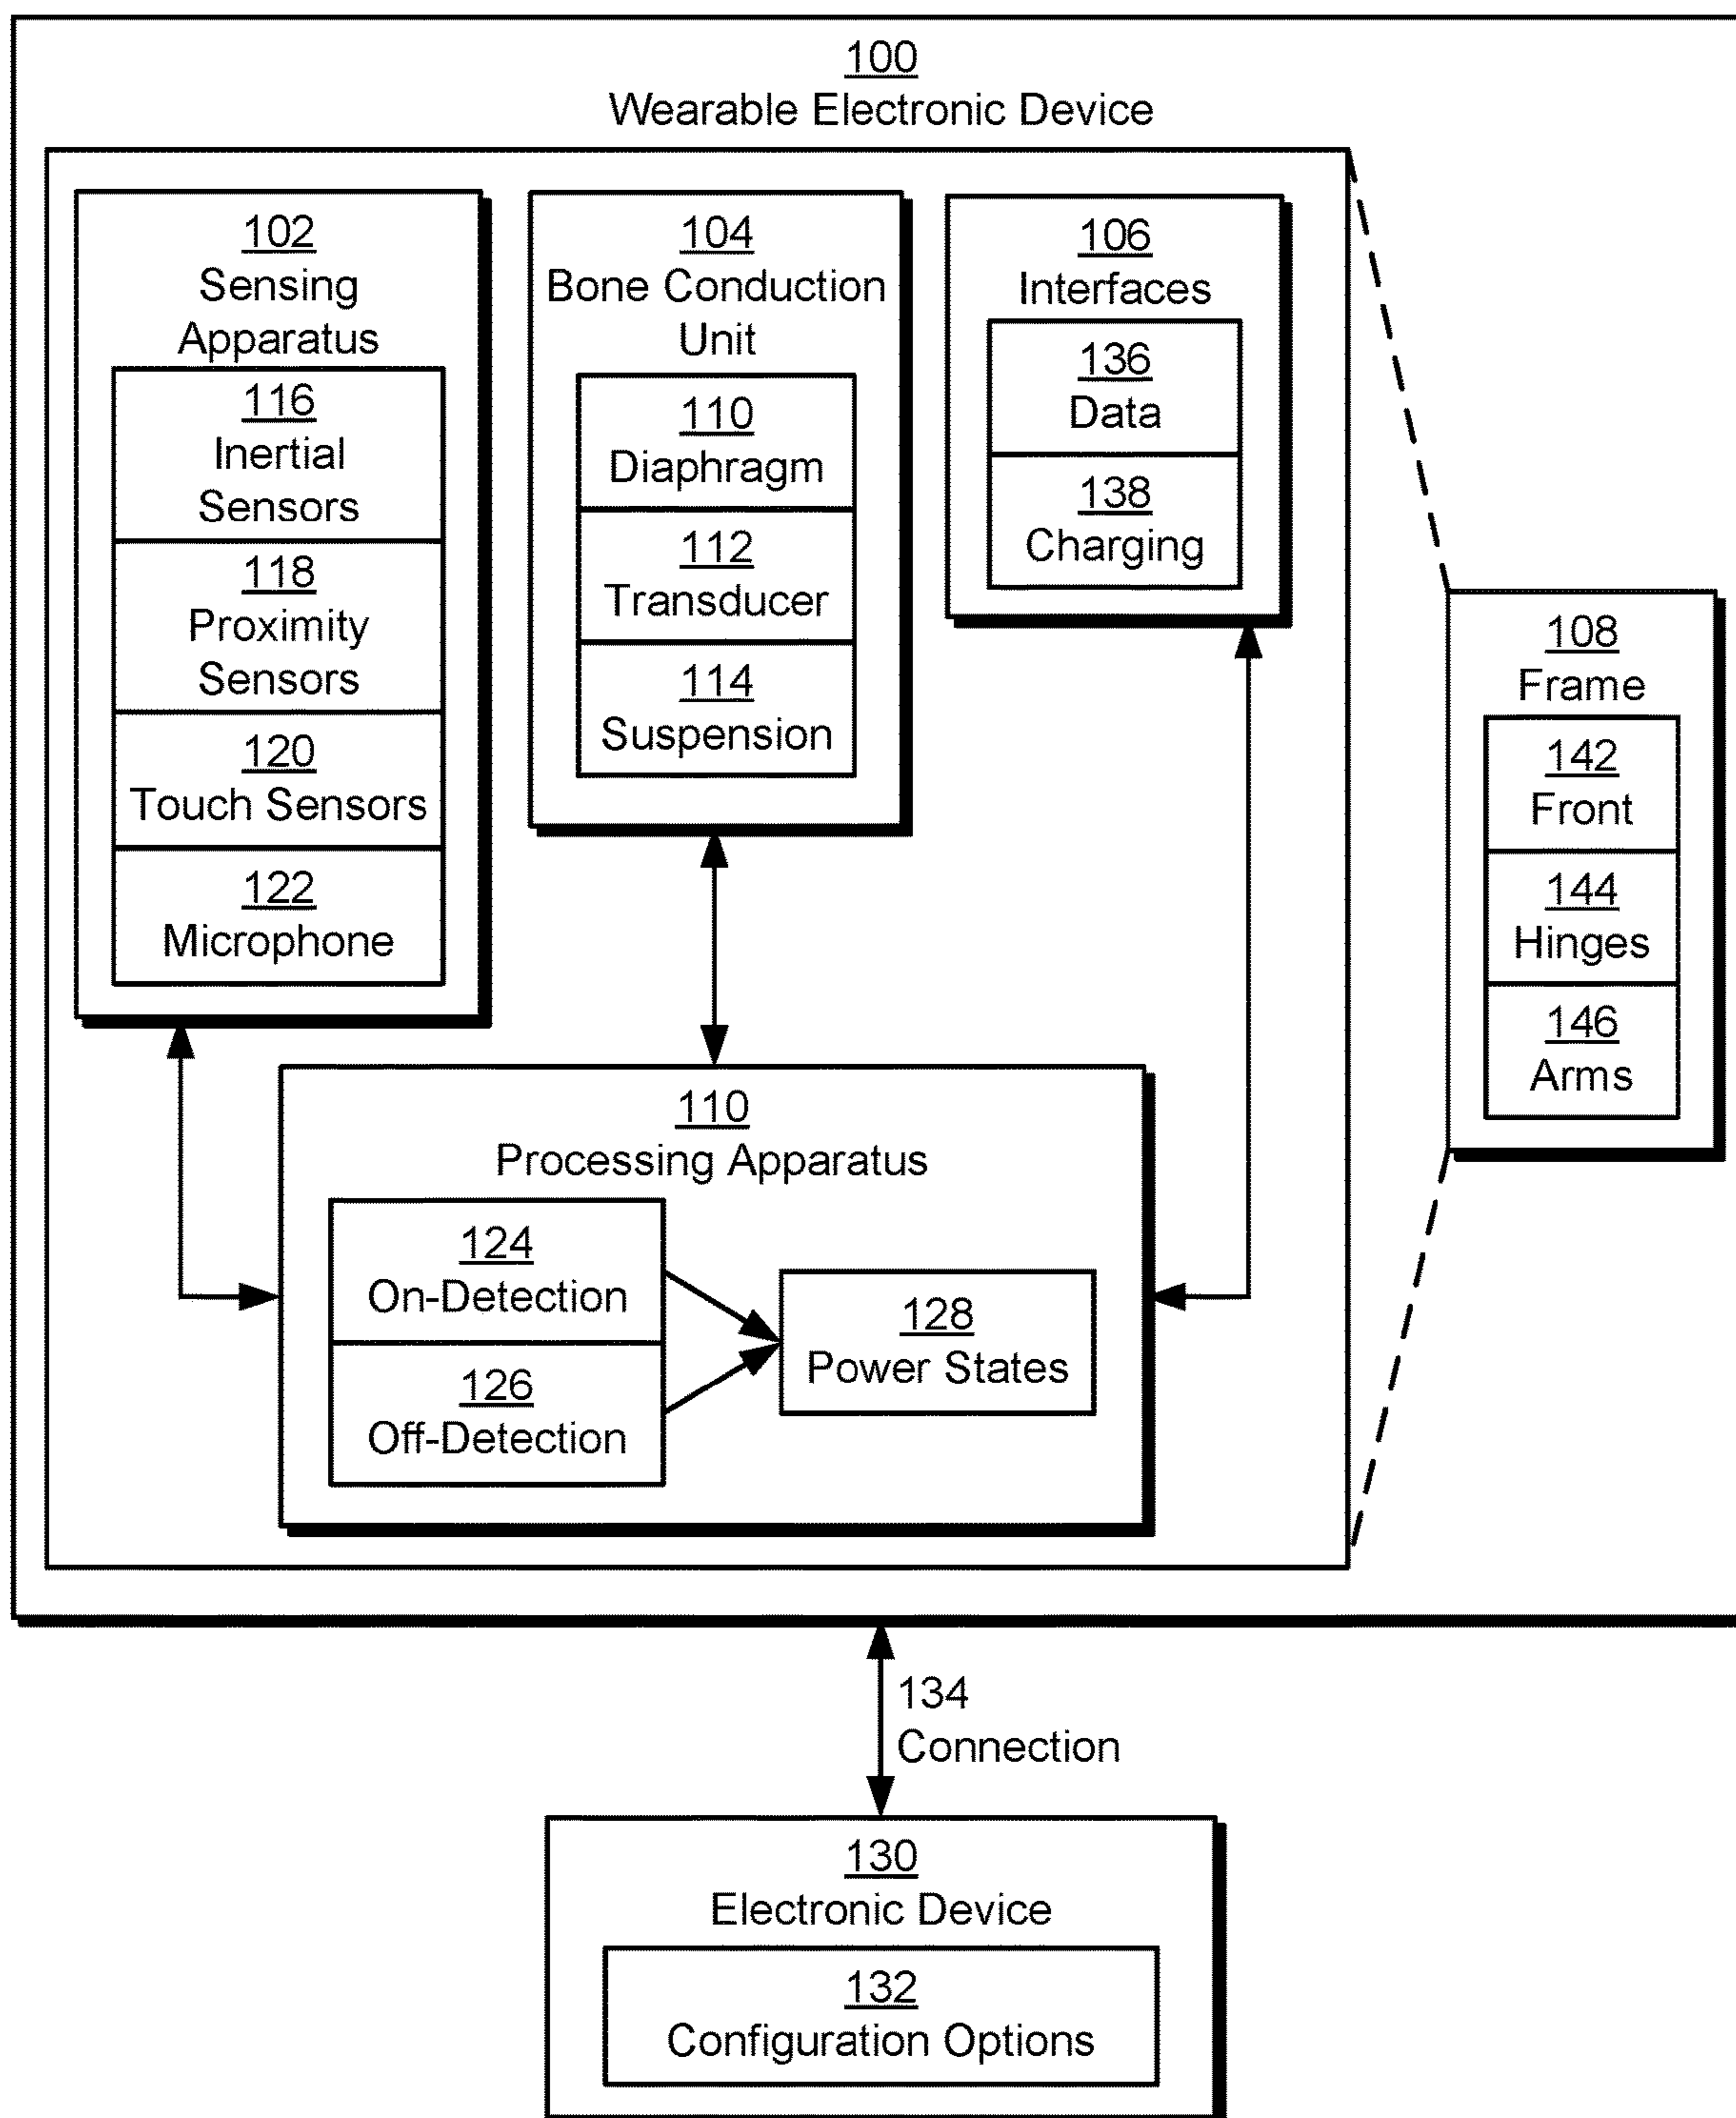 100
Wearable Electronic Device
102
Sensing
Apparatus
116
Inertial
Sensors
118
Proximity
Sensors
120
Touch Sensors
122
Microphone
104
Bone Conduction
Unit
110
Diaphragm
112
Transducer
114
Suspension
106
Interfaces
136
Data
138
Charging
108
Frame
142
Front
144
Hinges
146
Arms
110
Processing Apparatus
124
On-Detection
126
Off-Detection
128
Power States
134
Connection
130
Electronic Device
132
Configuration Options